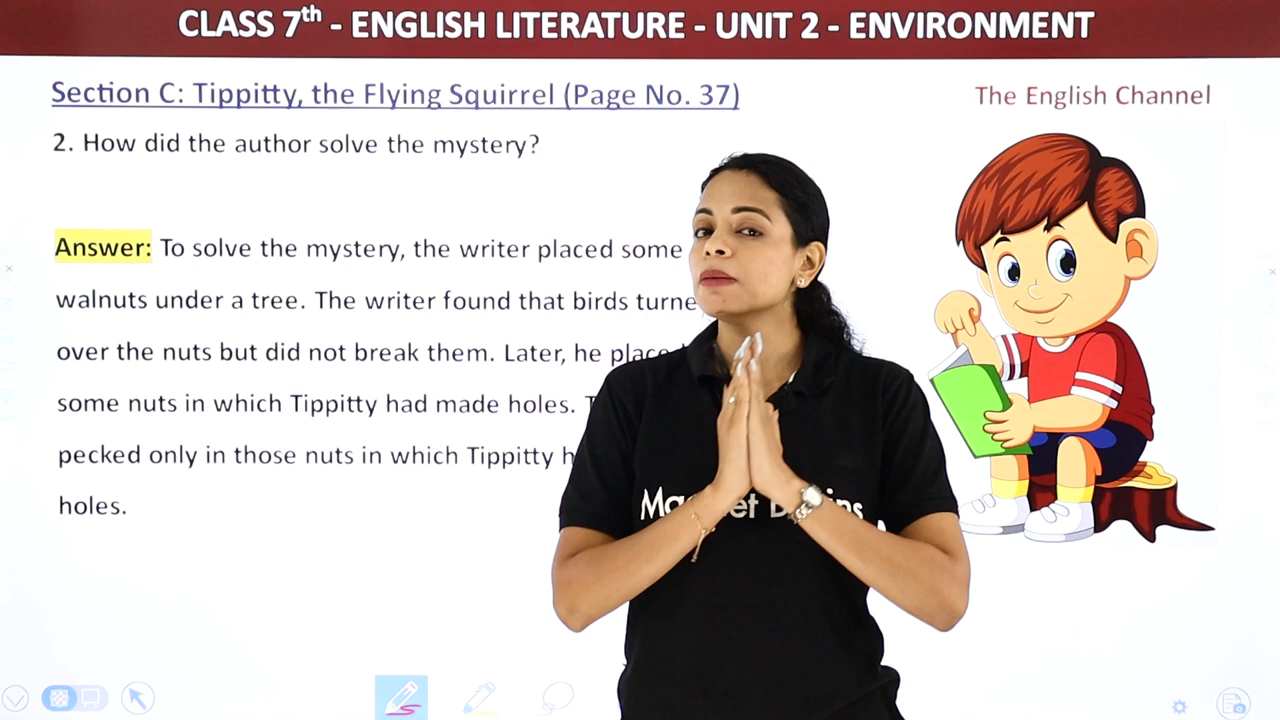 CLASS 7th - ENGLISH LITERATURE - UNIT 2 - ENVIRONMENT
Section C: Tippitty, the Flying Squirrel (Page No. 37)
The English Channel
2. How did the author solve the mystery?
Answer: To solve the mystery, the writer placed some
walnuts under a tree. The writer found that birds
over the nuts but did not break them. Later, he
some nuts in which Tippitty had made holes.
pecked only in those nuts in which Tippitty
holes.